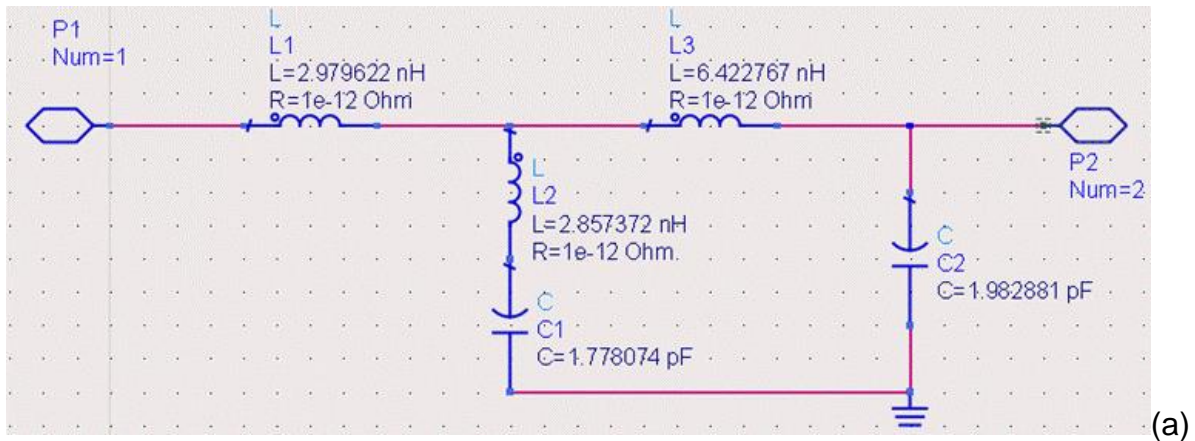 P1
Num=1
L
L1
L=2.979622 nH
R=1e-12 Ohm
L
L3
L=6.422767 nH
R=1e-12 Ohm
P2
Num=2
L
L2
L=2.857372 nH
R=1e-12 Ohm
C
C1
C=1.778074 pF
C
C2
C=1.982881 pF
(a)